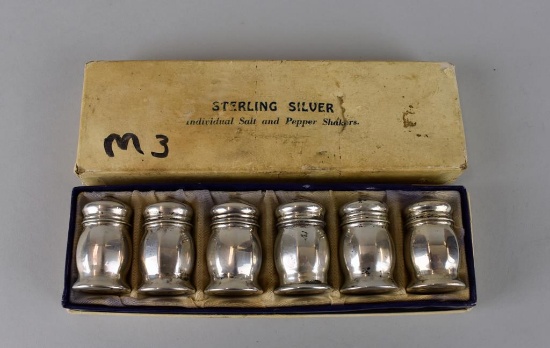 STERLING SILVER
Individual Salt and Pepper Shakers.
M3